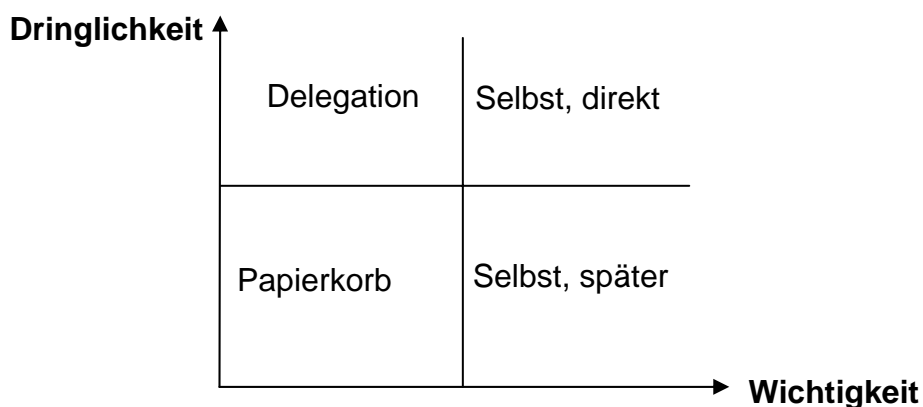 Dringlichkeit
Delegation
Selbst, direkt
Papierkorb
Selbst, später
Wichtigkeit